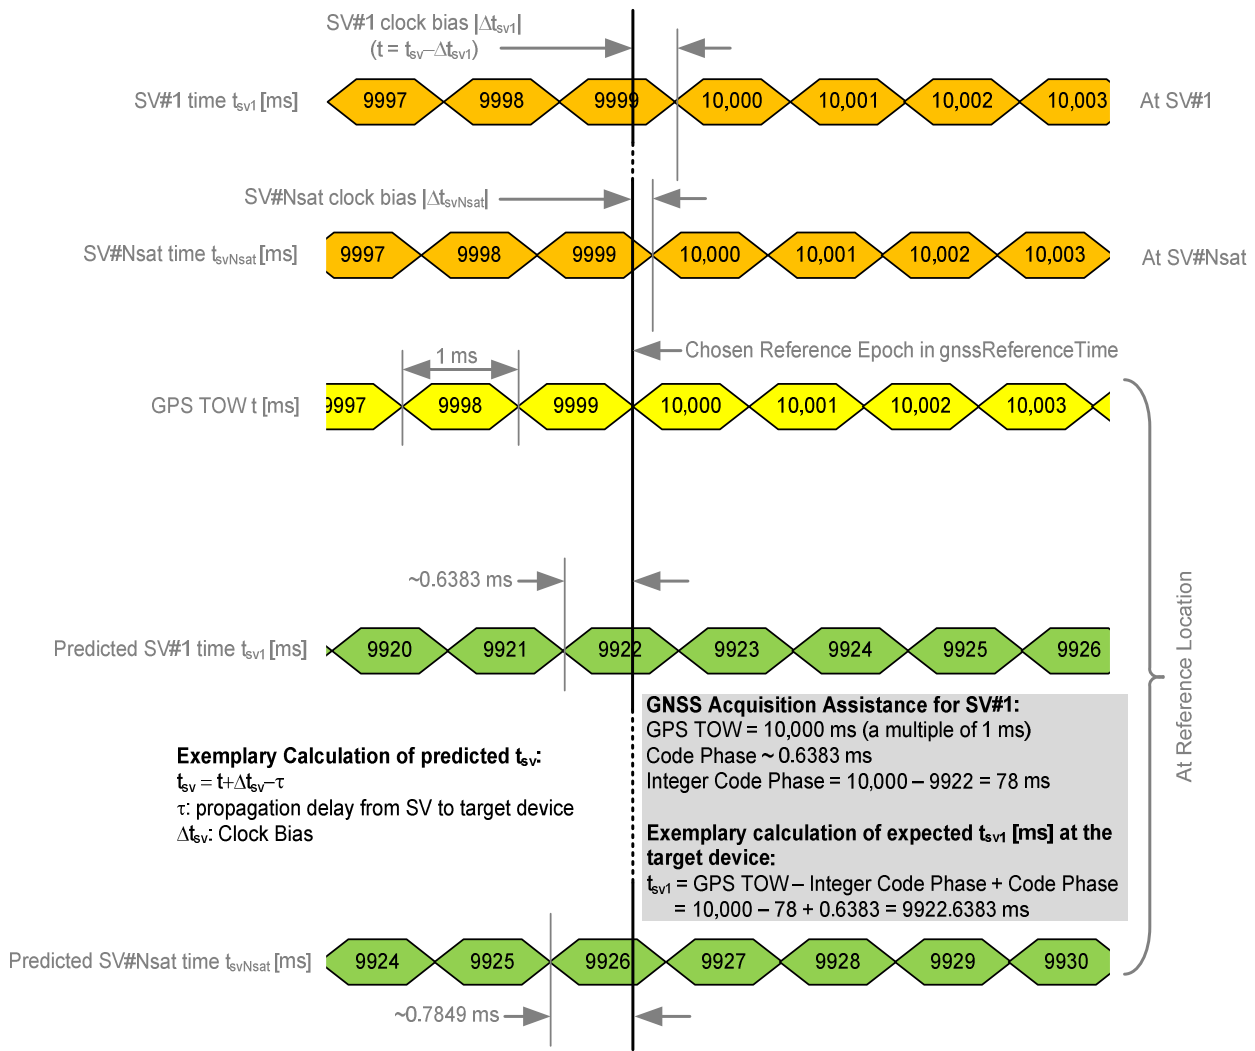 SV#1 clock bias |Δtsv1|
(t = tsv–Δtsv1)
SV#1 time tsv1 [ms]
9997 9998 9999 10,000 10,001 10,002 10,003
At SV#1
SV#Nsat clock bias |ΔtsvNsat|
SV#Nsat time tsvNsat [ms]
9997 9998 9999 10,000 10,001 10,002 10,003
At SV#Nsat
Chosen Reference Epoch in gnssReferenceTime
1 ms
GPS TOW t [ms]
9997 9998 9999 10,000 10,001 10,002 10,003
~0.6383 ms
Predicted SV#1 time tsv1 [ms]
9920 9921 9922 9923 9924 9925 9926
At Reference Location
GNSS Acquisition Assistance for SV#1:
GPS TOW = 10,000 ms (a multiple of 1 ms)
Code Phase ~ 0.6383 ms
Integer Code Phase = 10,000 – 9922 = 78 ms
Exemplary Calculation of predicted tsv:
tsv = t+Δtsv–τ
τ: propagation delay from SV to target device
Δtsv: Clock Bias
Exemplary calculation of expected tsv1 [ms] at the
target device:
tsv1 = GPS TOW – Integer Code Phase + Code Phase
= 10,000 – 78 + 0.6383 = 9922.6383 ms
Predicted SV#Nsat time tsvNsat [ms]
9924 9925 9926 9927 9928 9929 9930
~0.7849 ms